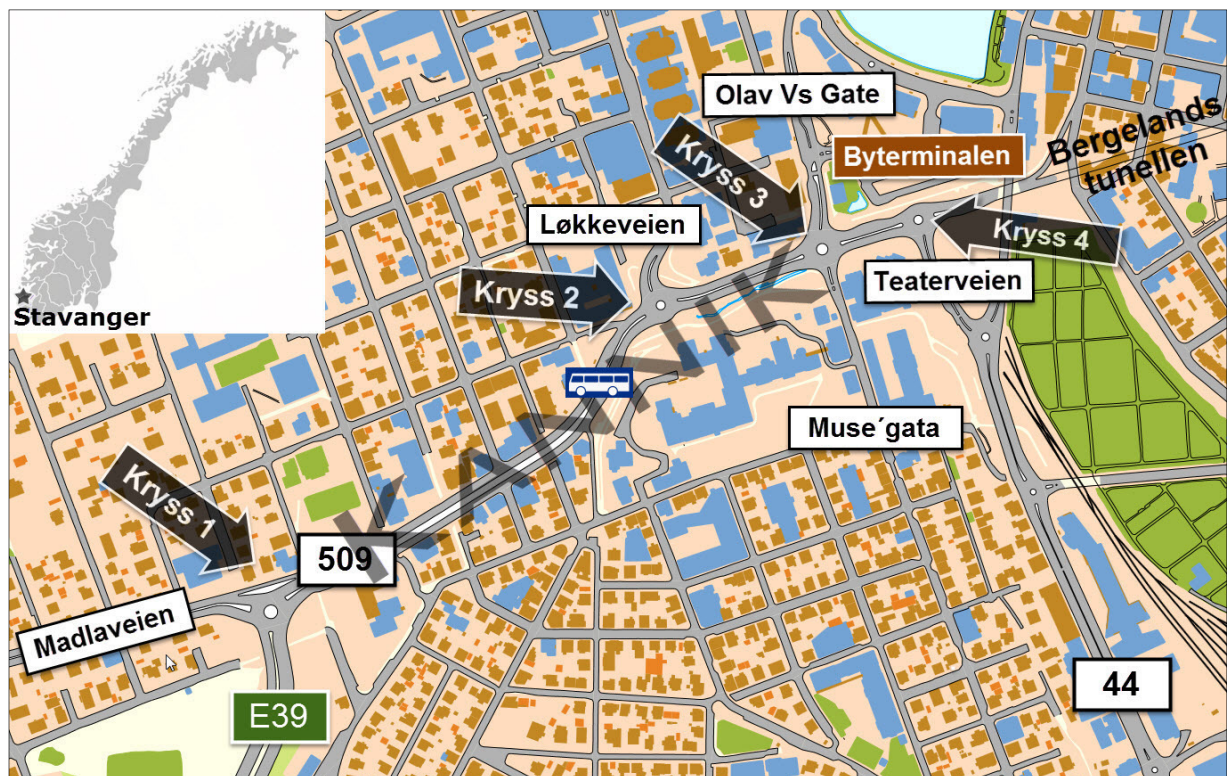 Stavanger
Olav Vs Gate
Byterminalen
Bergelands
tunellen
Kryss 3
Løkkeveien
Kryss 4
Kryss 2
Teaterveien
KANNIK
Muse´gata
Kryss 1
509
Madlaveien
44
E39